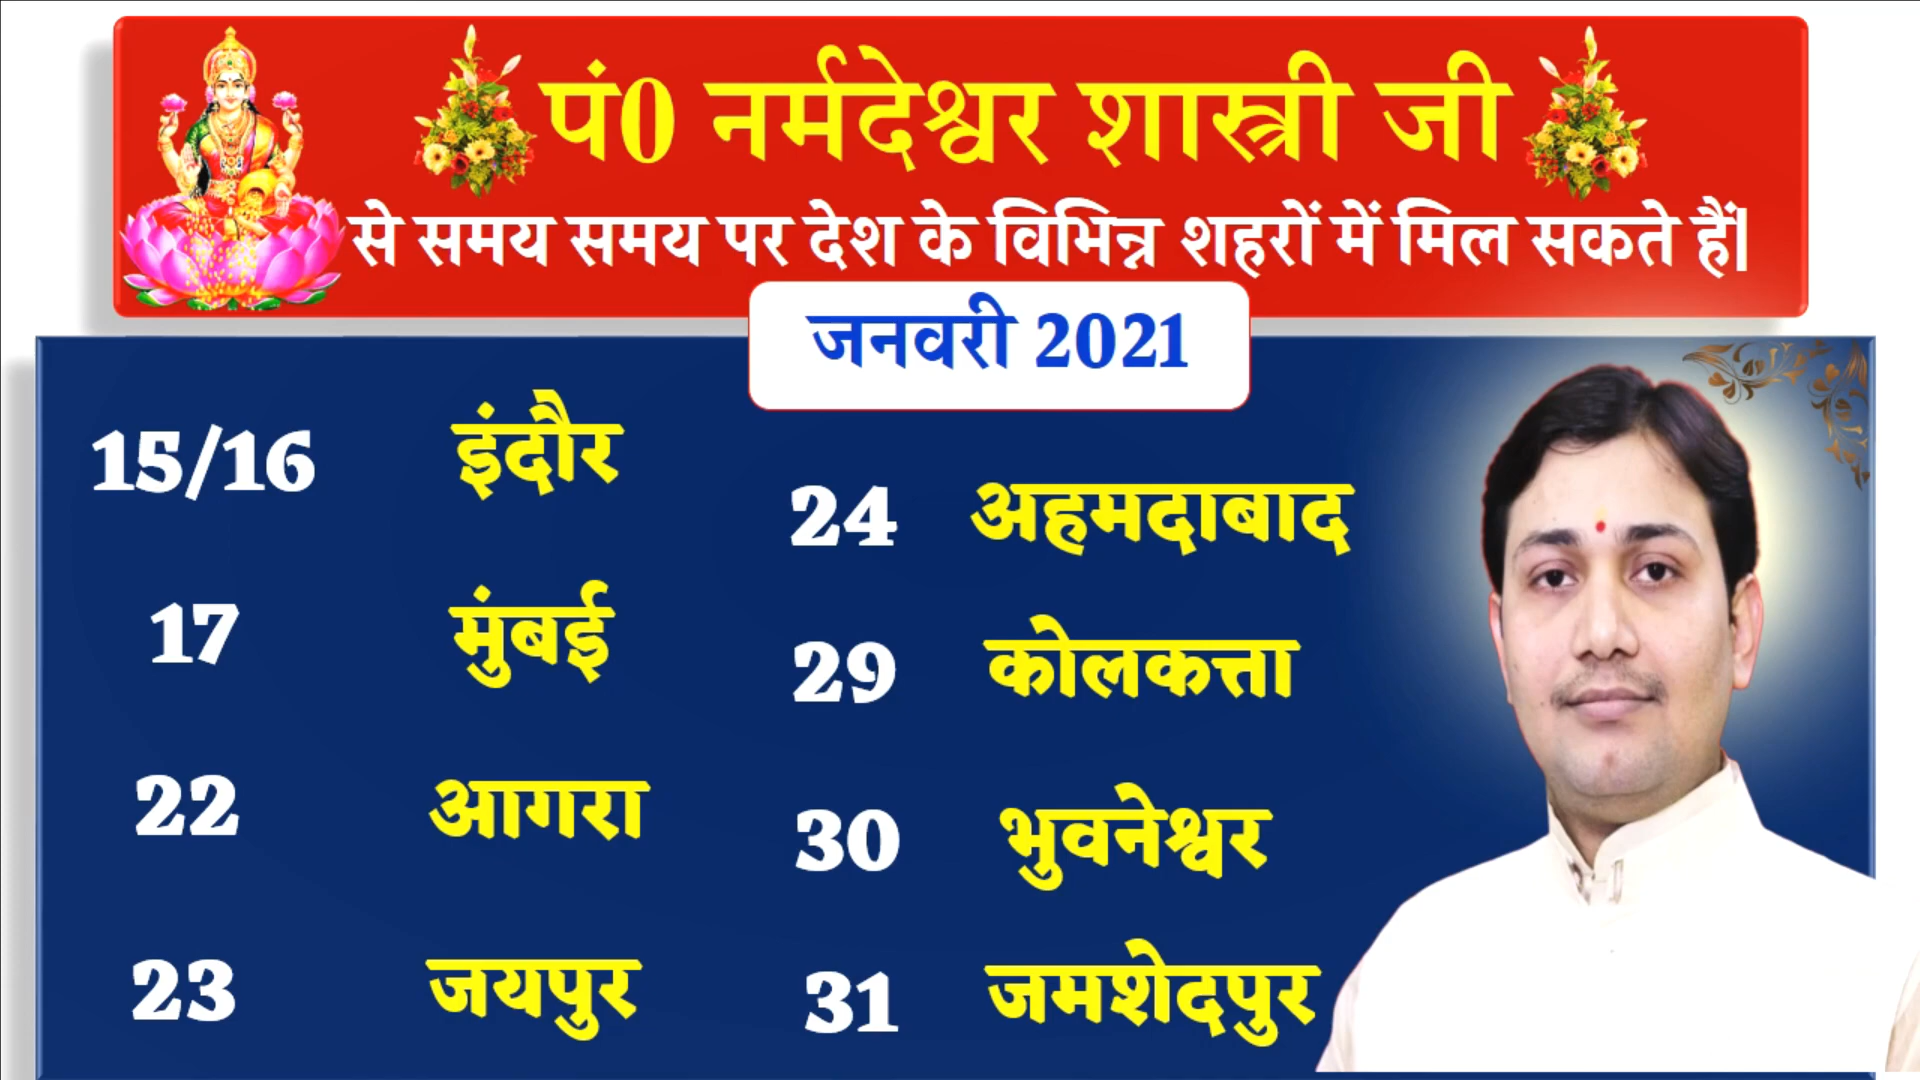 पं0 नर्मदेश्वर शास्त्री जी
से समय समय पर देश के विभिन्न शहरों में मिल सकते हैं।
जनवरी 2021
15/16 इंदौर
17 मुंबई
22 आगरा
23 जयपुर
24 अहमदाबाद
29 कोलकत्ता
30 भुवनेश्वर
31 जमशेदपुर